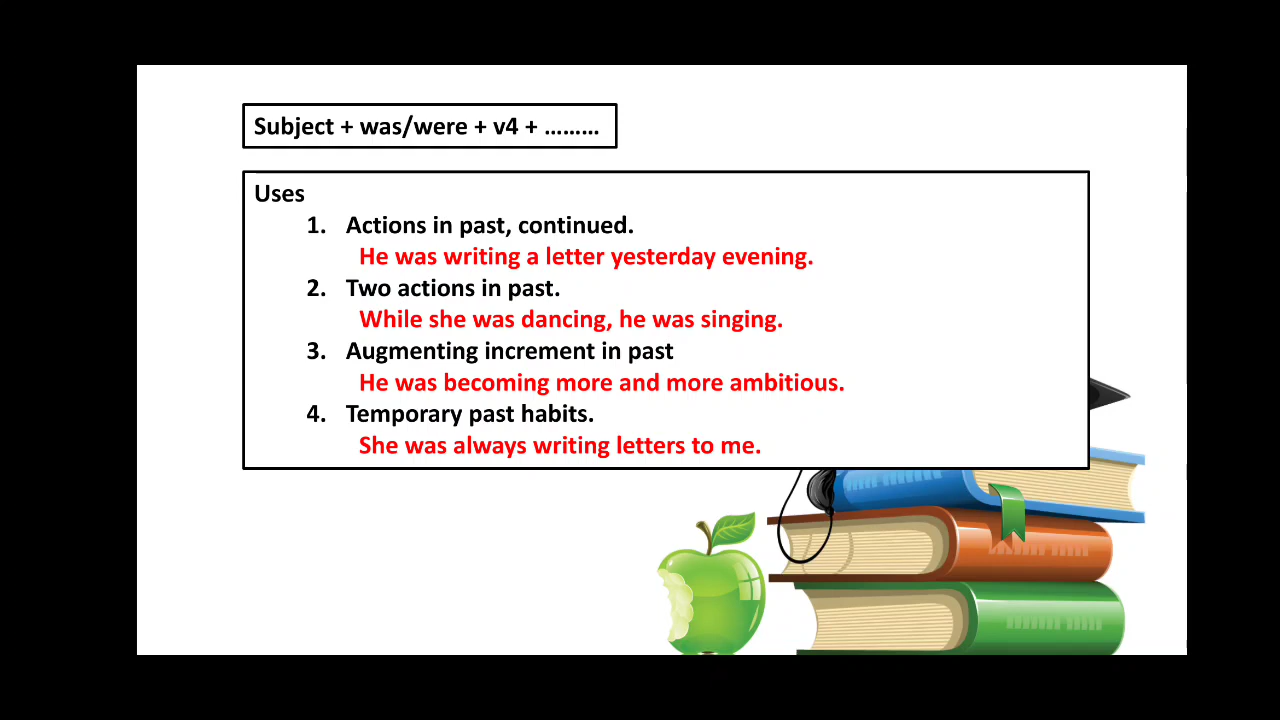 Subject + was/were + v4 + .........
Uses
1. Actions in past, continued.
He was writing a letter yesterday evening.
2. Two actions in past.
While she was dancing, he was singing.
3. Augmenting increment in past
He was becoming more and more ambitious.
4. Temporary past habits.
She was always writing letters to me.